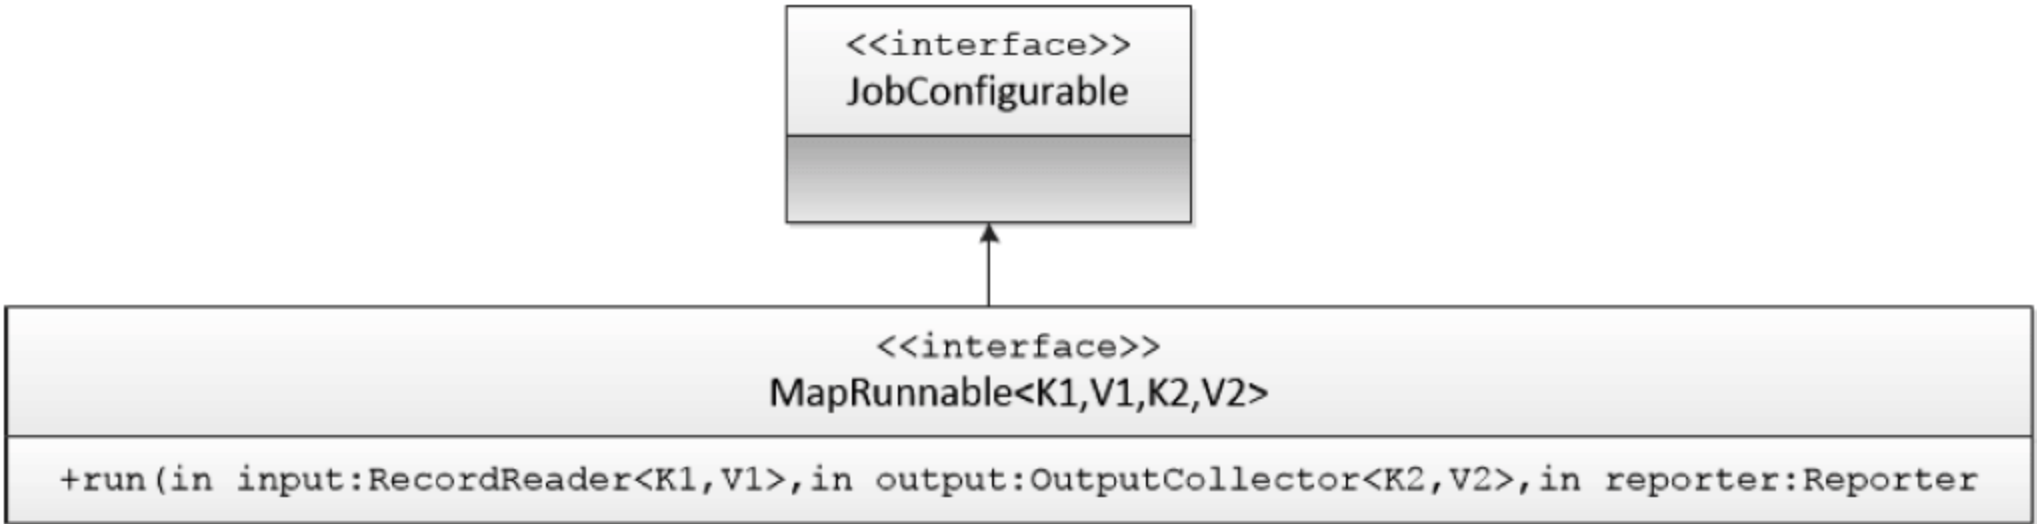 <<interface>>
JobConfigurable
<<interface>>
MapRunnable<K1,V1,K2,V2>
+run(in input:RecordReader<K1,V1>,in output:OutputCollector<K2,V2>,in reporter:Reporter